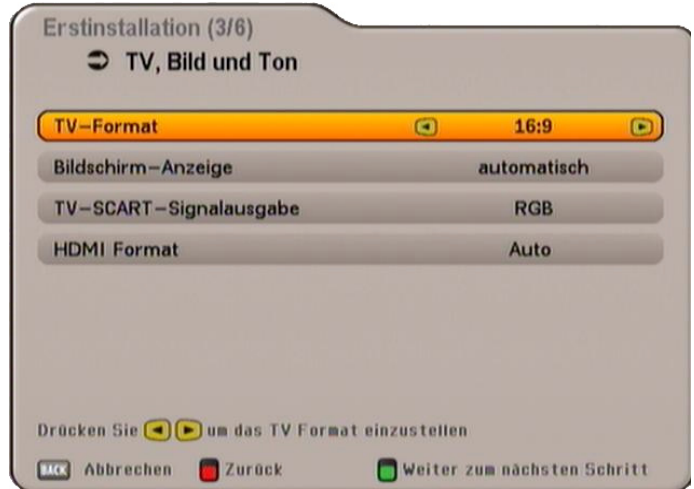 Erstinstallation (3/6)
TV, Bild und Ton
TV-Format 16:9
Bildschirm-Anzeige automatisch
TV-SCART-Signalausgabe RGB
HDMI Format Auto
Drücken Sie um das TV Format einzustellen
BACK Abbrechen Zurück Weiter zum nächsten Schritt